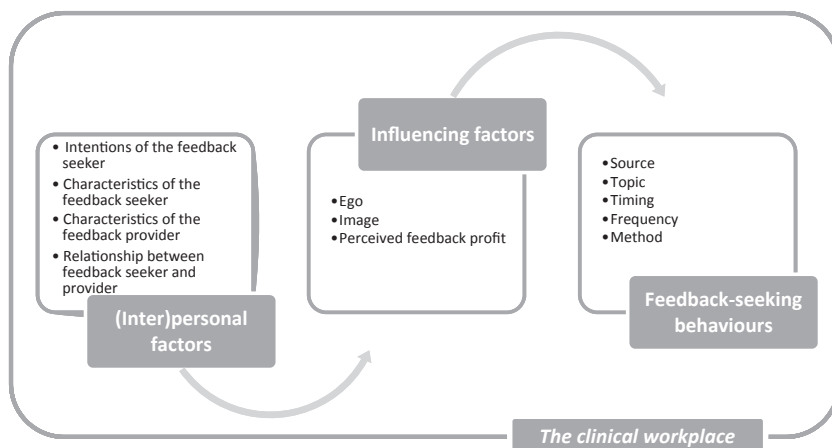 • Intentions of the feedback
seeker
• Characteristics of the
feedback seeker
• Characteristics of the
feedback provider
• Relationship between
feedback seeker and
provider
(Inter)personal
factors
Influencing factors
•Ego
•Image
•Perceived feedback profit
• Source
• Topic
• Timing
• Frequency
• Method
Feedback-seeking
behaviours
The clinical workplace